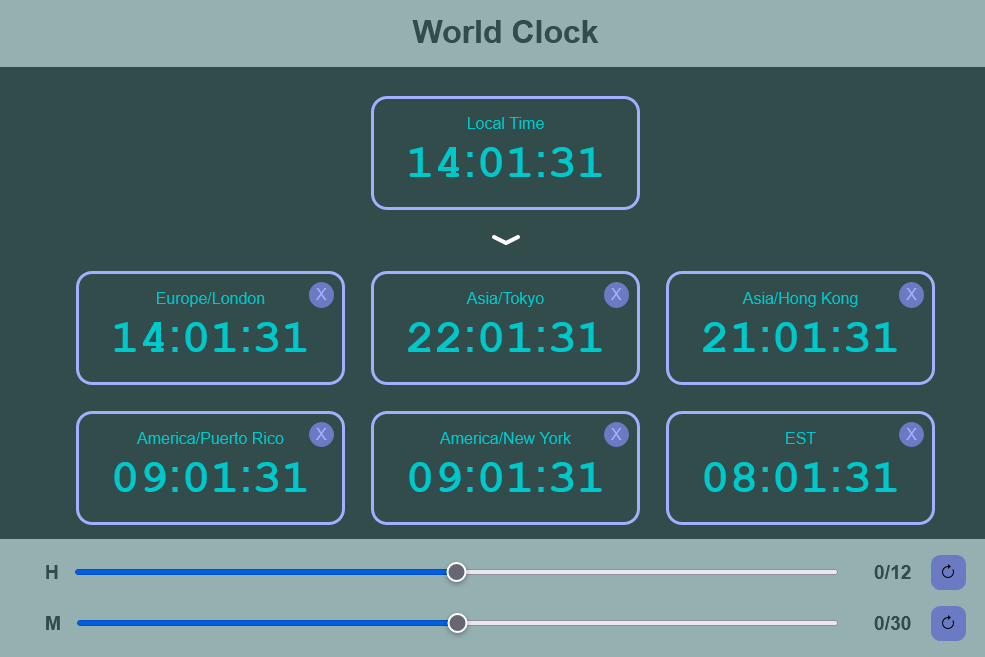 World Clock
Local Time
14:01:31
Europe/London
X
14:01:31
Asia/Tokyo
X
22:01:31
Asia/Hong Kong
X
21:01:31
America/Puerto Rico
X
09:01:31
America/New York
X
09:01:31
EST
X
08:01:31
H
0/12
M
0/30